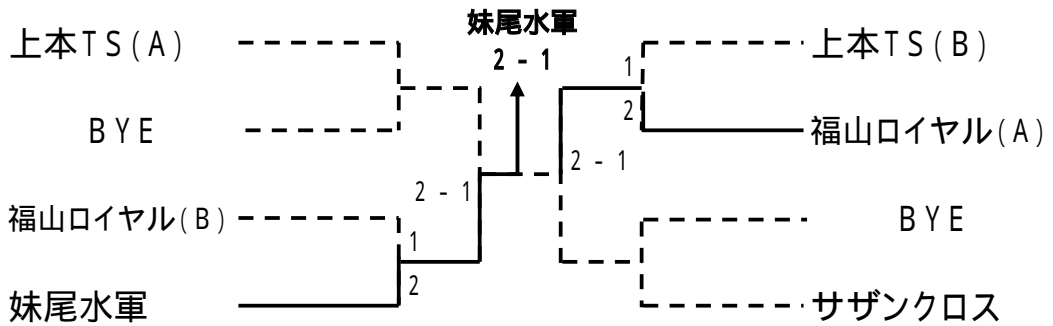 妹尾水軍
2 - 1
上本TS(A)
BYE
2 - 1
福山ロイヤル(B)
1
2
妹尾水軍
上本TS(B)
1
2
福山ロイヤル(A)
2 - 1
BYE
サザンクロス